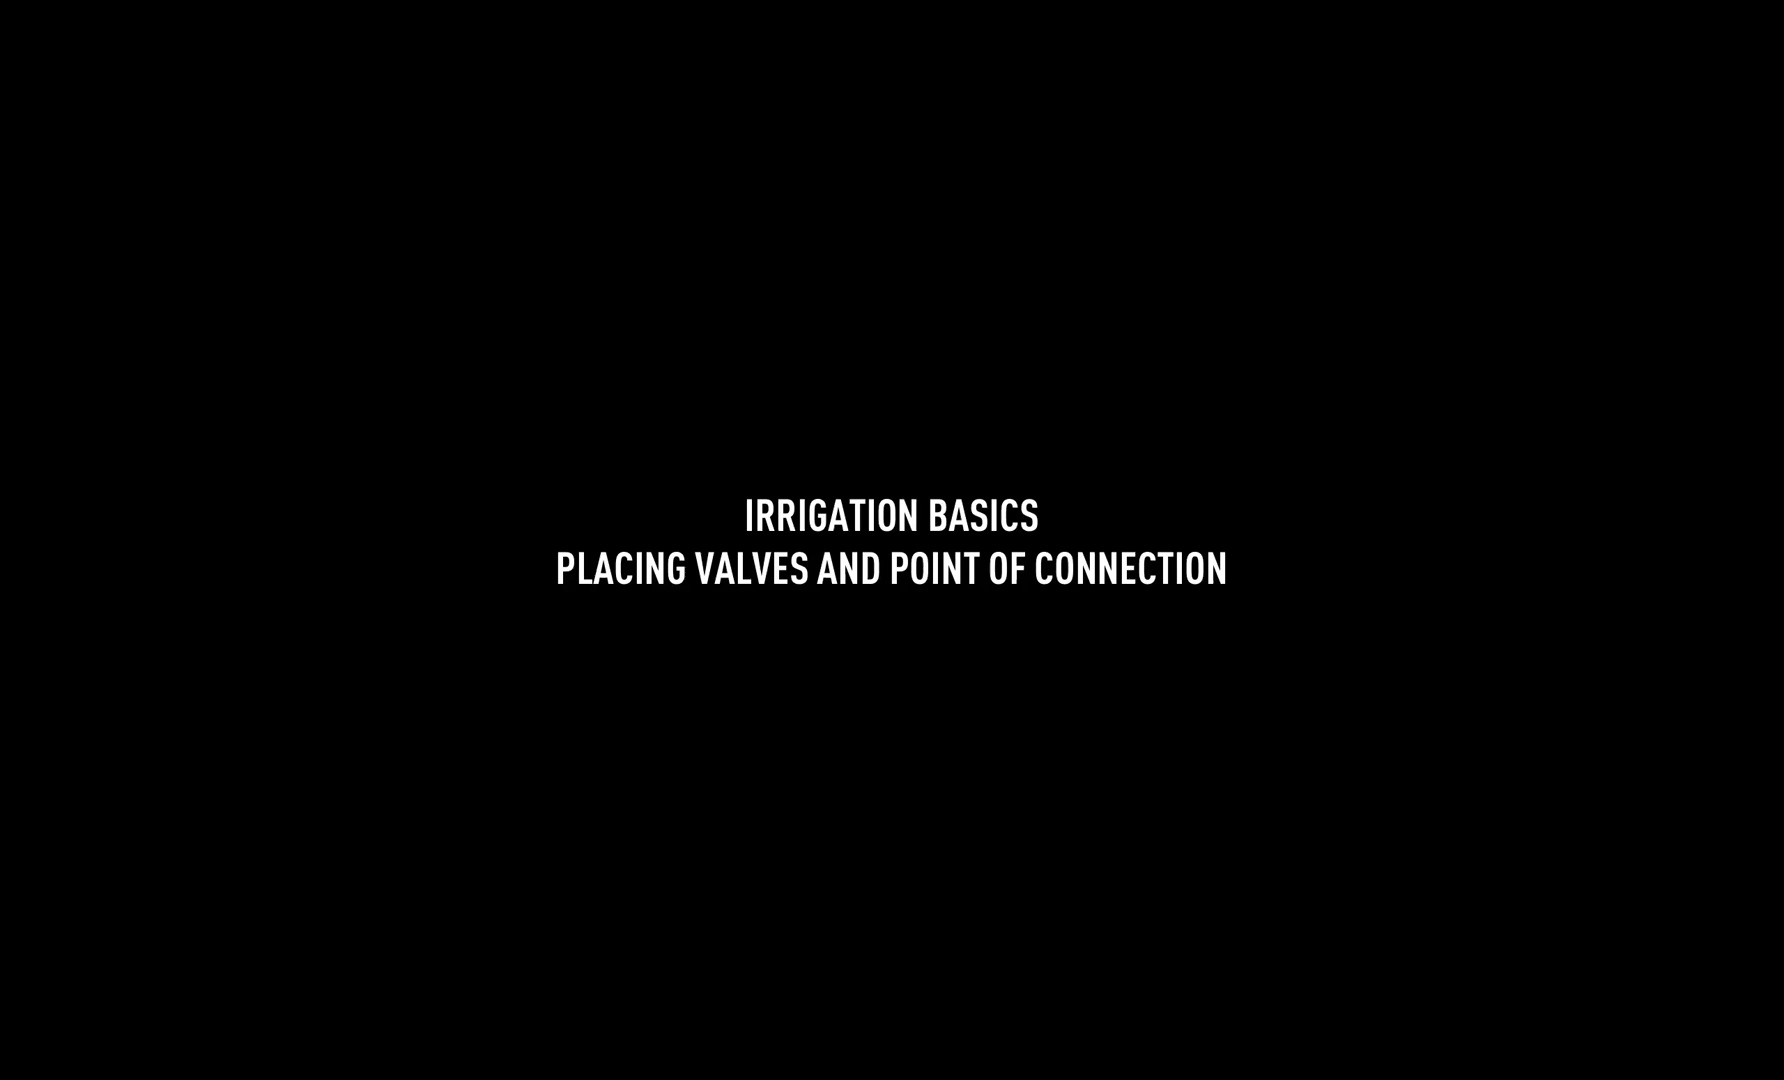 IRRIGATION BASICS
PLACING VALVES AND POINT OF CONNECTION